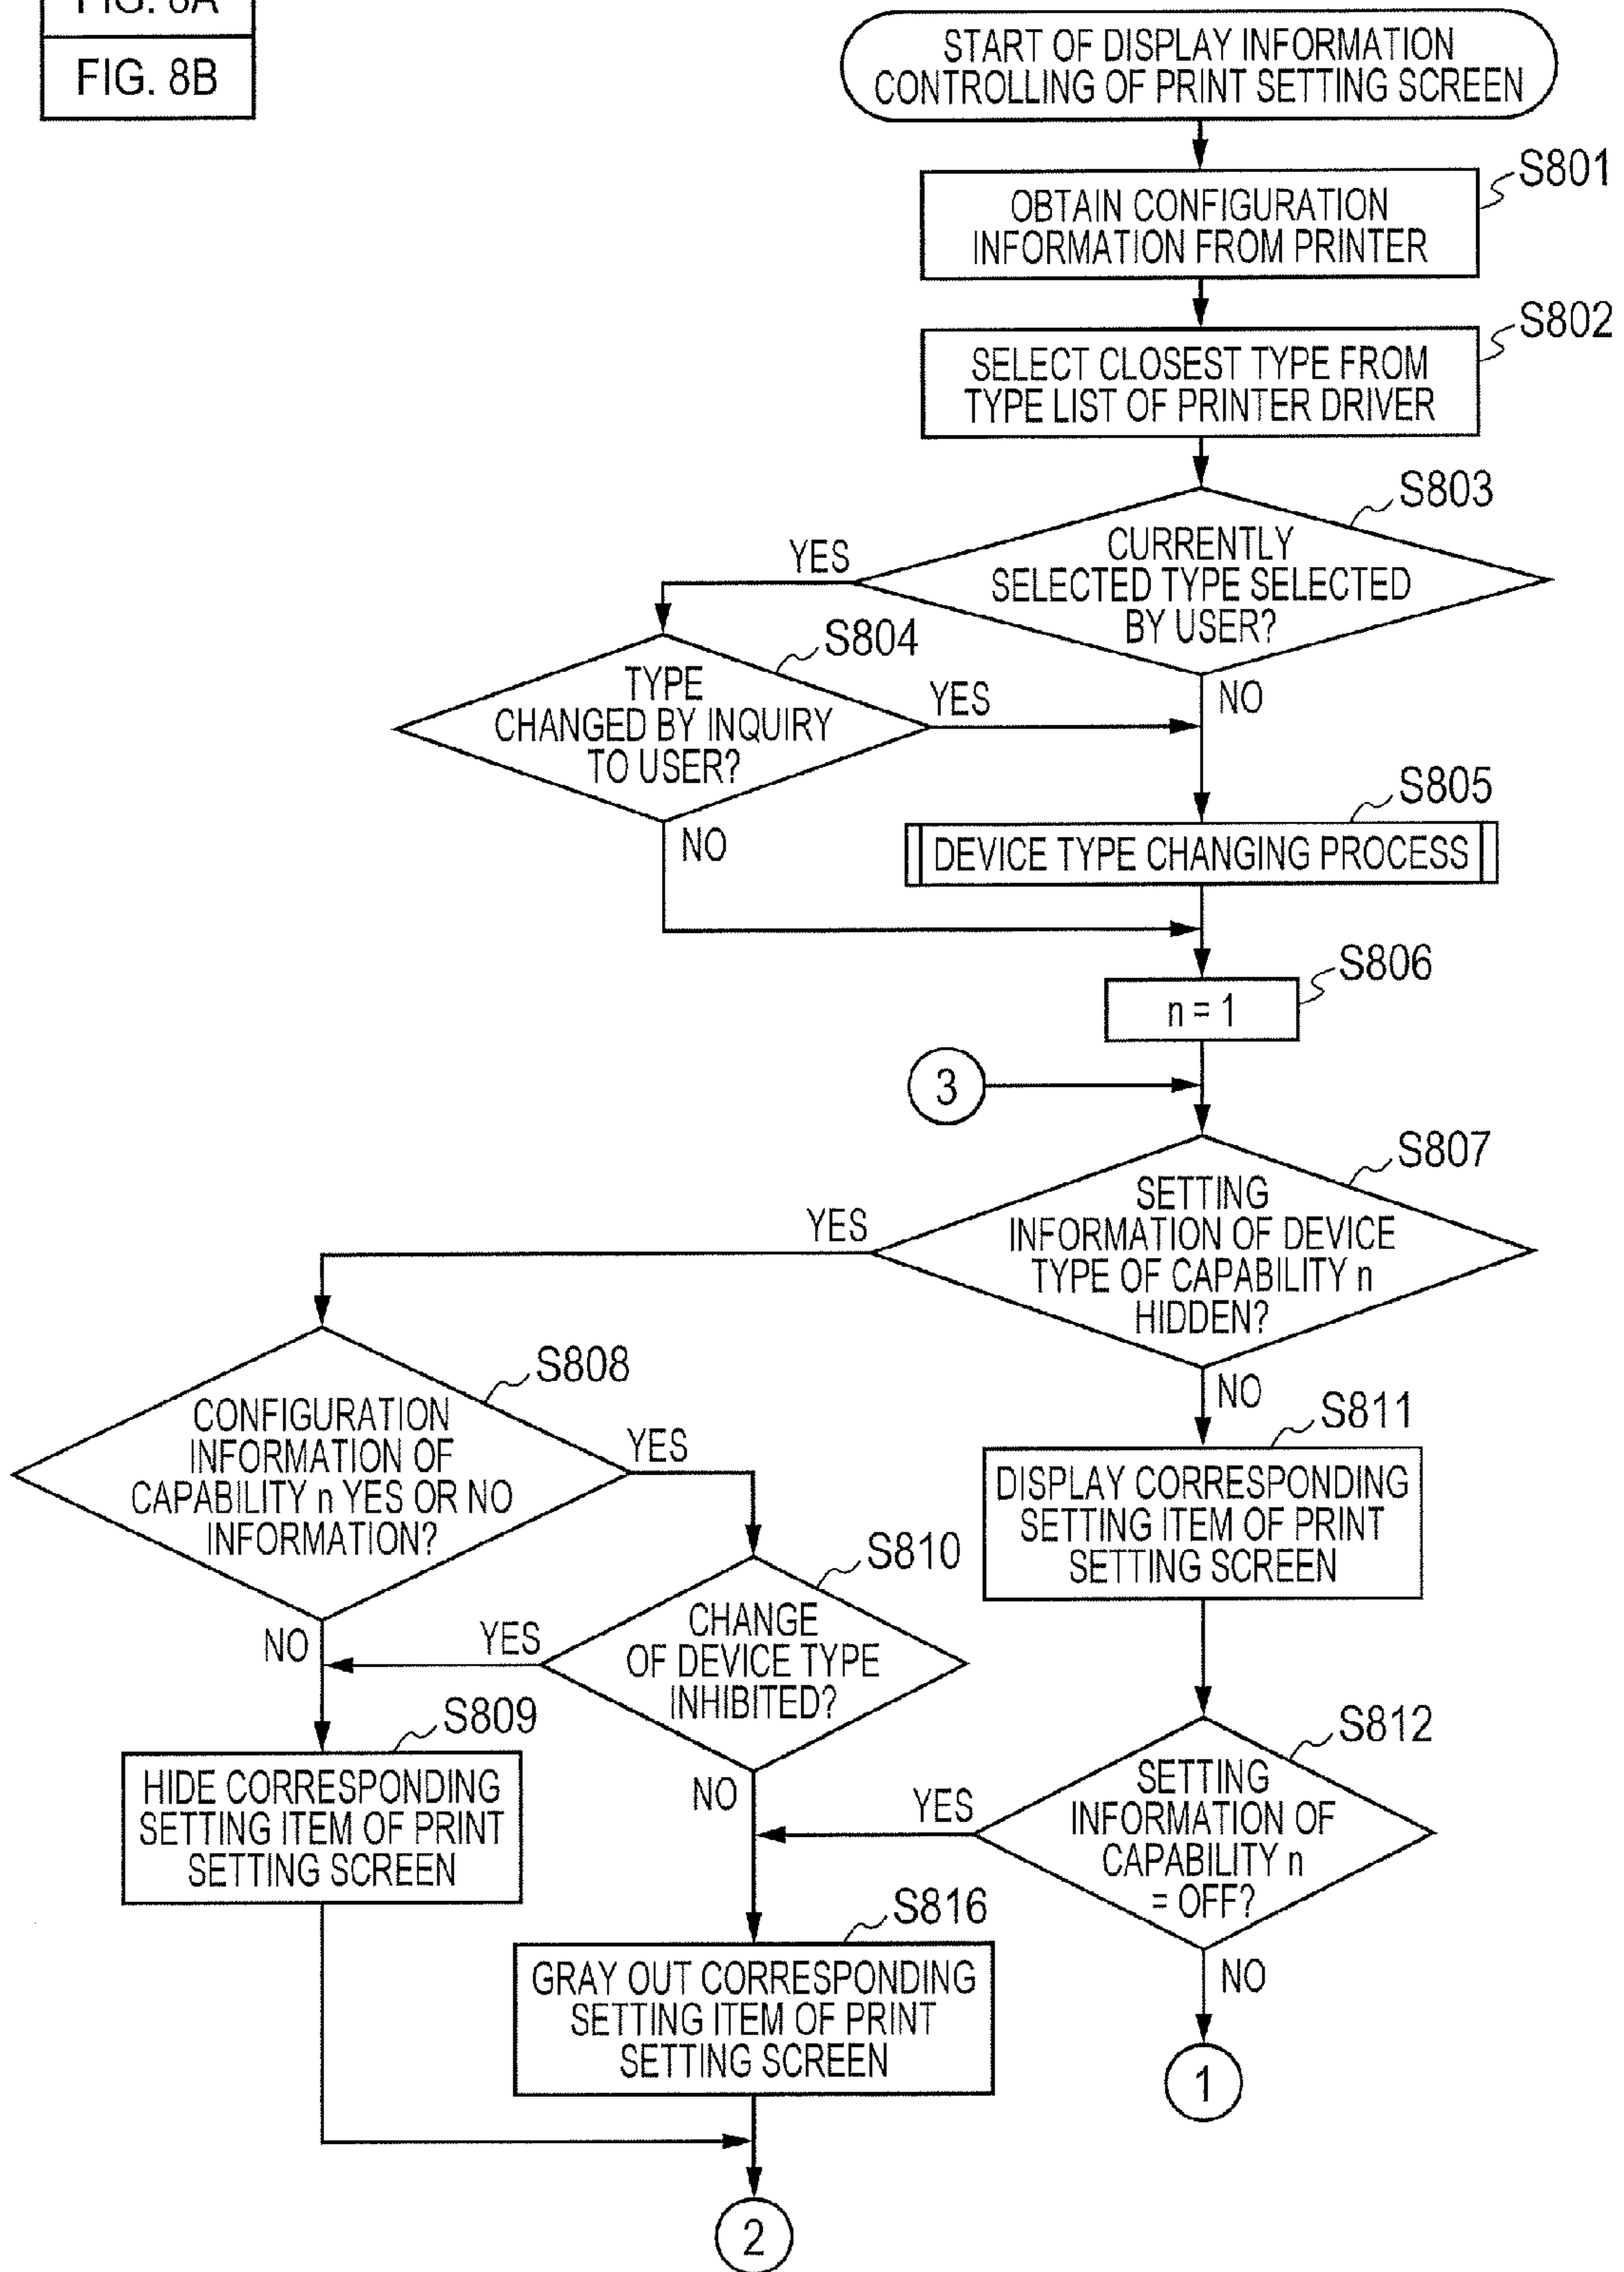 FIG. 8A
FIG. 8B
START OF DISPLAY INFORMATION
CONTROLLING OF PRINT SETTING SCREEN
S801
OBTAIN CONFIGURATION
INFORMATION FROM PRINTER
S802
SELECT CLOSEST TYPE FROM
TYPE LIST OF PRINTER DRIVER
S803
CURRENTLY
SELECTED TYPE SELECTED
BY USER?
YES
NO
S804
TYPE
CHANGED BY INQUIRY
TO USER?
YES
NO
S805
DEVICE TYPE CHANGING PROCESS
S806
n = 1
3
S807
SETTING
INFORMATION OF DEVICE
TYPE OF CAPABILITY n
HIDDEN?
YES
NO
S808
CONFIGURATION
INFORMATION OF
CAPABILITY n YES OR NO
INFORMATION?
YES
NO
S811
DISPLAY CORRESPONDING
SETTING ITEM OF PRINT
SETTING SCREEN
S810
CHANGE
OF DEVICE TYPE
INHIBITED?
YES
NO
S809
HIDE CORRESPONDING
SETTING ITEM OF PRINT
SETTING SCREEN
S812
SETTING
INFORMATION OF
CAPABILITY n
= OFF?
YES
NO
S816
GRAY OUT CORRESPONDING
SETTING ITEM OF PRINT
SETTING SCREEN
1
2